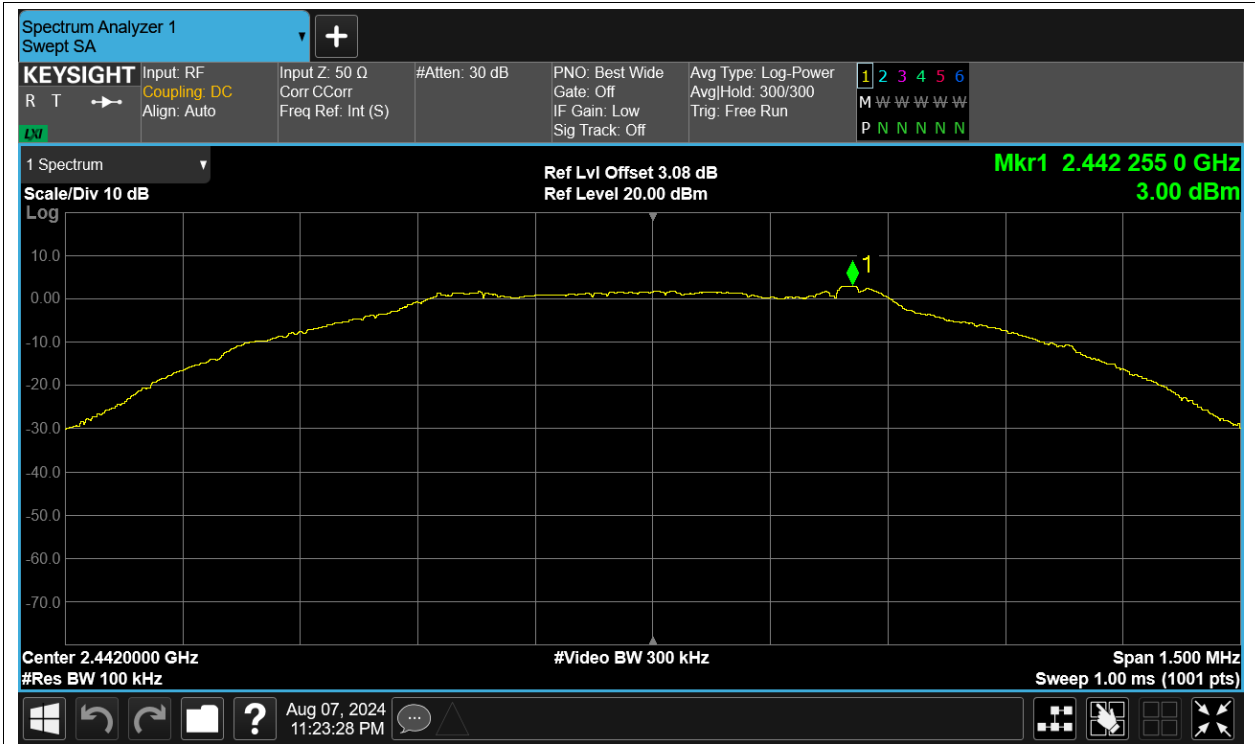 Spectrum Analyzer 1
Swept SA
KEYSIGHT
R T
LXI
Input: RF
Coupling: DC
Align: Auto
Input Z: 50 Ω
Corr CCorr
Freq Ref: Int (S)
#Atten: 30 dB
PNO: Best Wide
Gate: Off
IF Gain: Low
Sig Track: Off
Avg Type: Log-Power
Avg|Hold: 300/300
Trig: Free Run
1 2 3 4 5 6
M W W W W W
P N N N N N
1 Spectrum
Scale/Div 10 dB
Log
Ref Lvl Offset 3.08 dB
Ref Level 20.00 dBm
Mkr1 2.442 255 0 GHz
3.00 dBm
10.0
1
0.00
-10.0
-20.0
-30.0
-40.0
-50.0
-60.0
-70.0
Center 2.4420000 GHz
#Res BW 100 kHz
#Video BW 300 kHz
Span 1.500 MHz
Sweep 1.00 ms (1001 pts)
?
Aug 07, 2024
11:23:28 PM